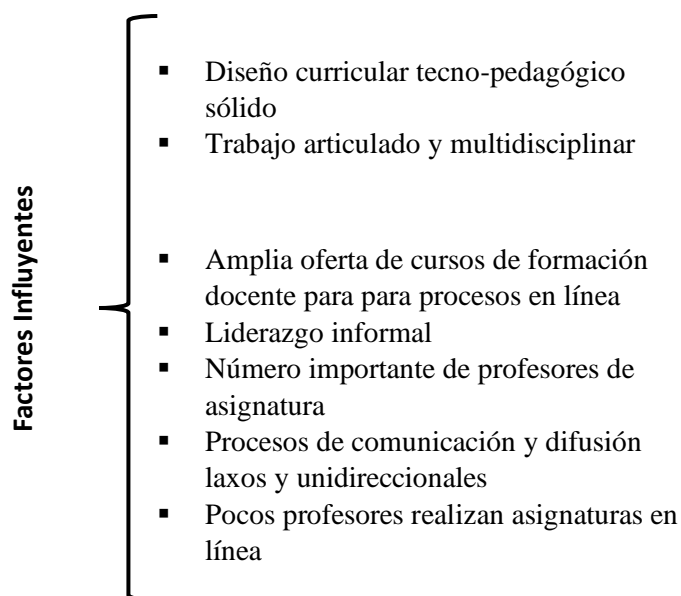 Factores Influyentes
▪ Diseño curricular tecno-pedagógico
sólido
▪ Trabajo articulado y multidisciplinar
▪ Amplia oferta de cursos de formación
docente para para procesos en línea
▪ Liderazgo informal
▪ Número importante de profesores de
asignatura
▪ Procesos de comunicación y difusión
laxos y unidireccionales
▪ Pocos profesores realizan asignaturas en
línea